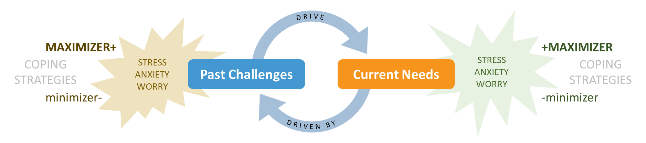 DRIVE
MAXIMIZER+
COPING
STRATEGIES
minimizer-
STRESS
ANXIETY
WORRY
Past Challenges
Current Needs
STRESS
ANXIETY
WORRY
+MAXIMIZER
COPING
STRATEGIES
-minimizer
DRIVEN BY